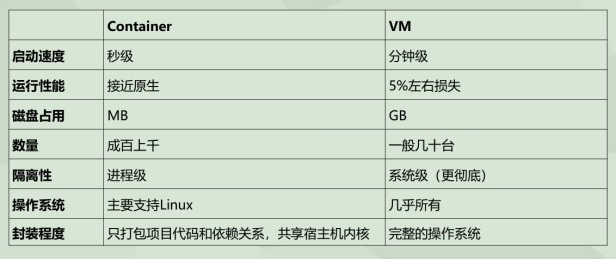 Container VM
启动速度 秒级 分钟级
运行性能 接近原生 5%左右损失
磁盘占用 MB GB
数量 成百上千 一般几十台
隔离性 进程级 系统级（更彻底）
操作系统 主要支持Linux 几乎所有
封装程度 只打包项目代码和依赖关系，共享宿主机内核 完整的操作系统